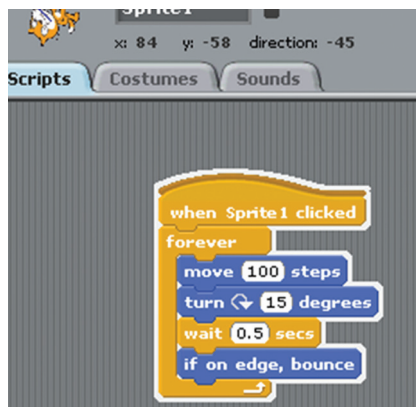 Sprite1
x: 84 y: -58 direction: -45
Scripts Costumes Sounds
when Sprite1 clicked
forever
move 100 steps
turn 15 degrees
wait 0.5 secs
if on edge, bounce